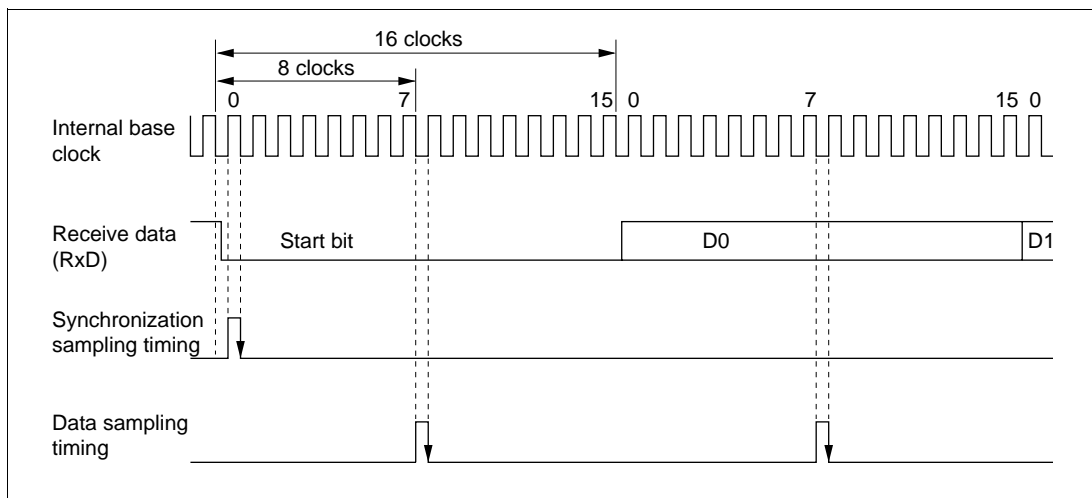 16 clocks
8 clocks
0 7 15 0 7 15 0
Internal base
clock
Receive data
(RxD)
Start bit D0 D1
Synchronization
sampling timing
Data sampling
timing